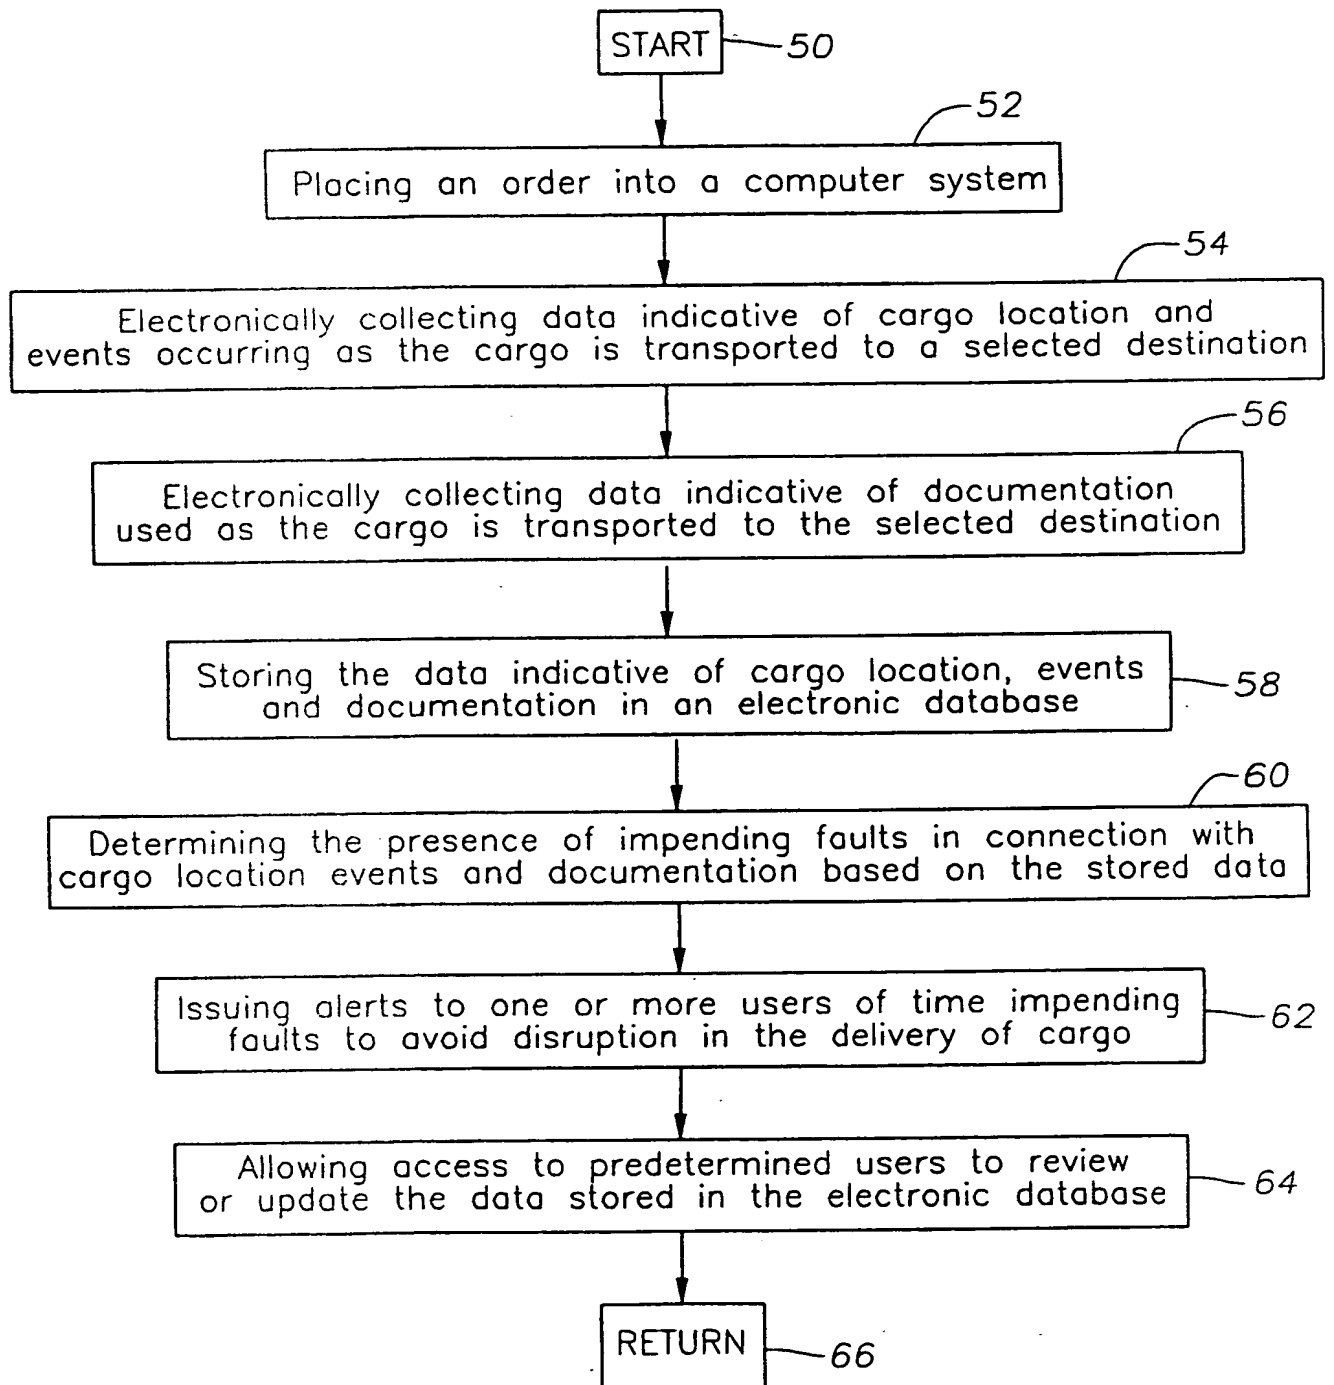 START
50
52
Placing an order into a computer system
54
Electronically collecting data indicative of cargo location and
events occurring as the cargo is transported to a selected destination
56
Electronically collecting data indicative of documentation
used as the cargo is transported to the selected destination
Storing the data indicative of cargo location, events
and documentation in an electronic database
58
60
Determining the presence of impending faults in connection with
cargo location events and documentation based on the stored data
Issuing alerts to one or more users of time impending
faults to avoid disruption in the delivery of cargo
62
Allowing access to predetermined users to review
or update the data stored in the electronic database
64
RETURN
66